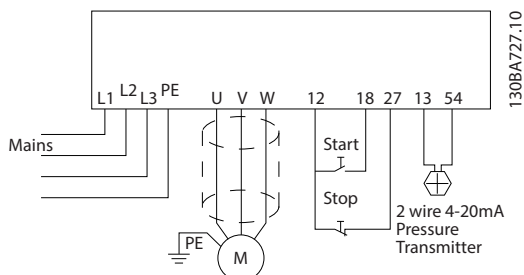 130BA727.10
L1 L2 L3 PE U V W 12 18 27 13 54
Mains
Start
Stop
PE
M
2 wire 4-20mA
Pressure
Transmitter